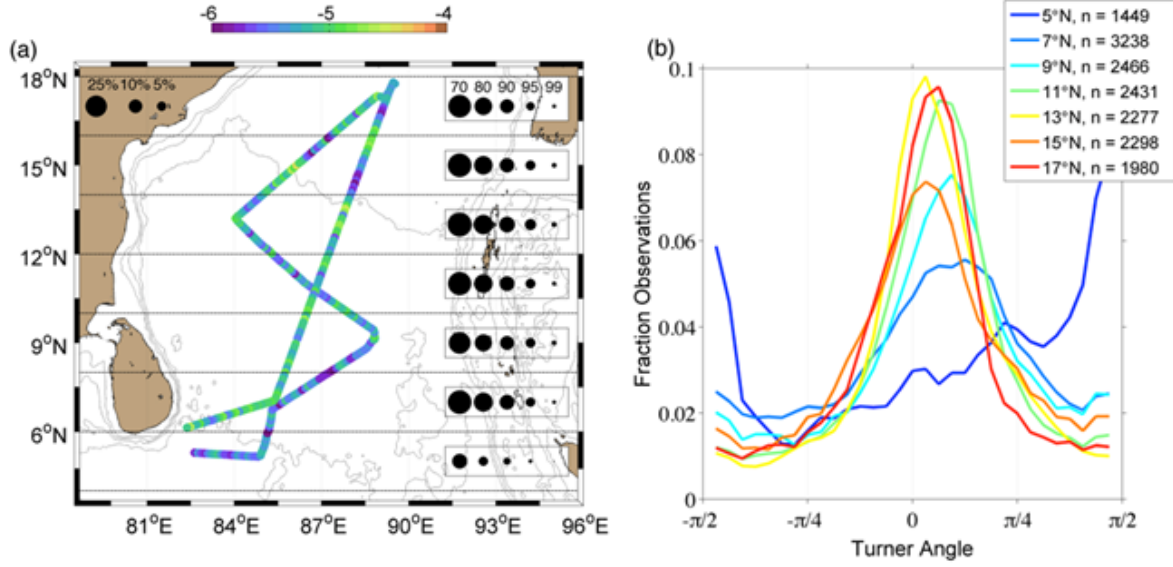 -6 -5 -4
(a)
25% 10% 5%
70 80 90 95 99
18°N
15°N
12°N
9°N
6°N
81°E 84°E 87°E 90°E 93°E 96°E
(b)
5°N, n = 1449
7°N, n = 3238
9°N, n = 2466
11°N, n = 2431
13°N, n = 2277
15°N, n = 2298
17°N, n = 1980
Fraction Observations
0.1
0.08
0.06
0.04
0.02
0
-π/2 -π/4 0 π/4 π/2
Turner Angle